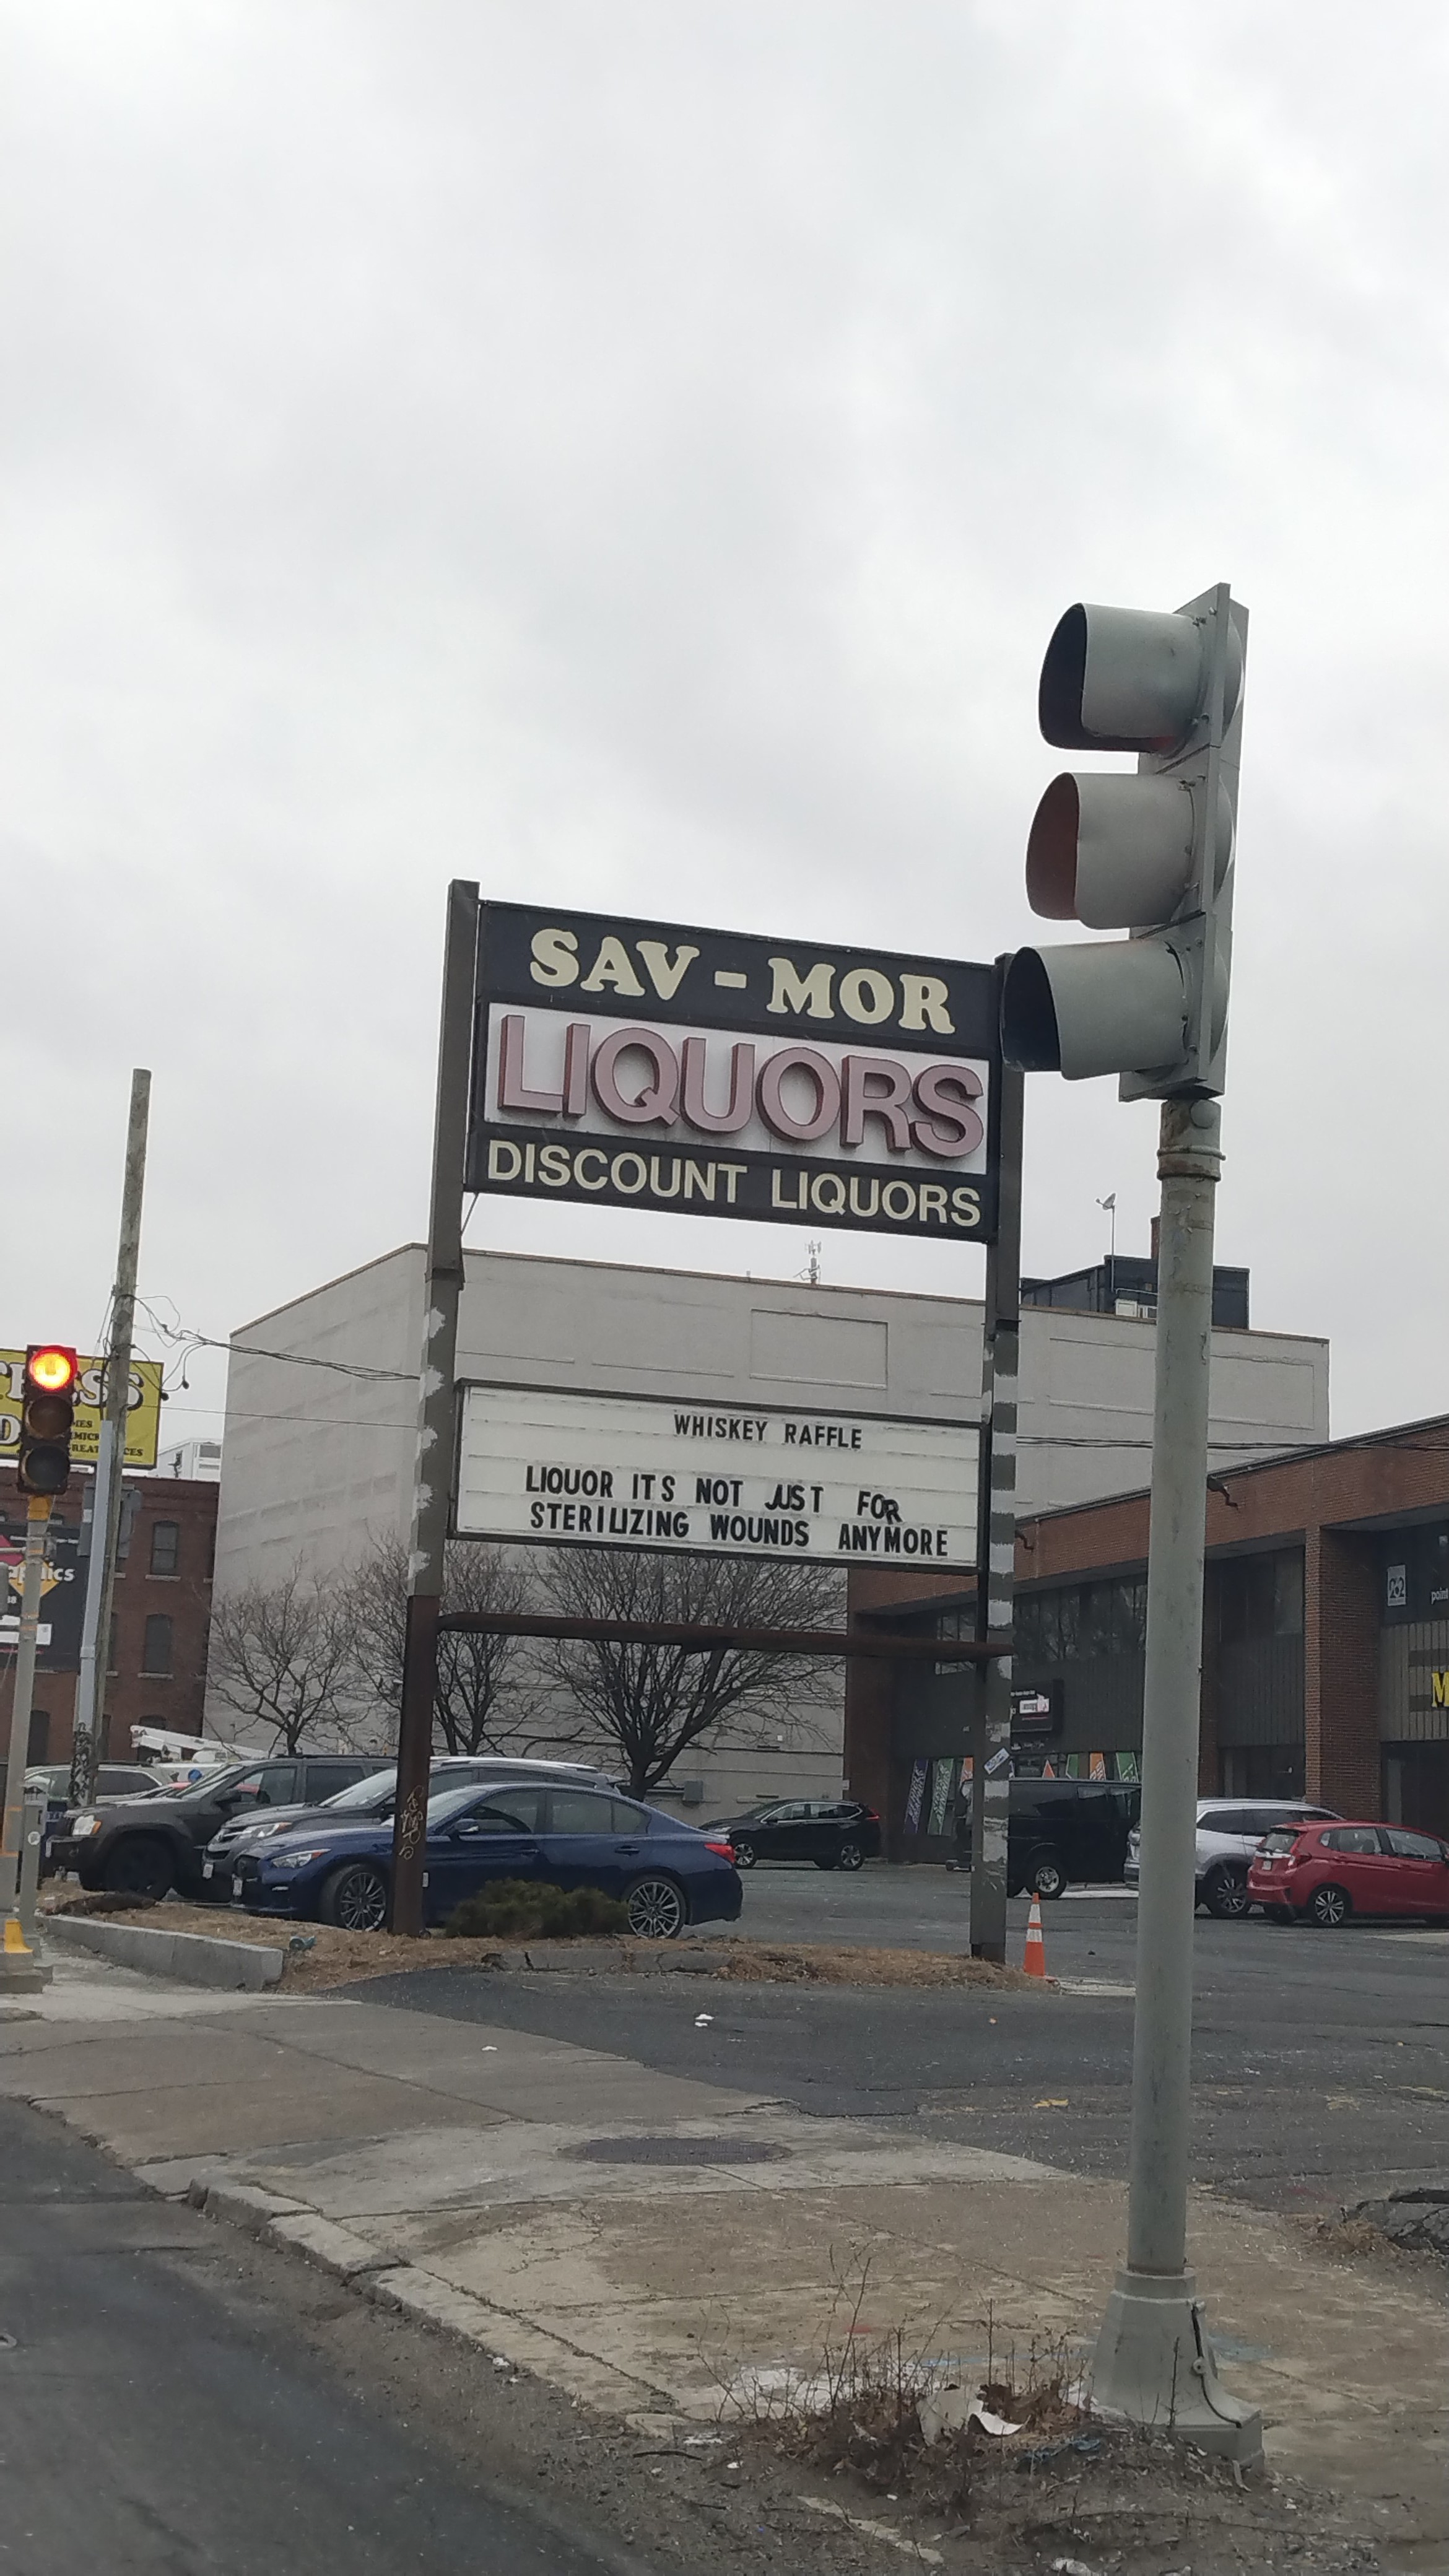 SAV - MOR
LIQUORS
DISCOUNT LIQUORS
WHISKEY RAFFLE
LIQUOR ITS NOT JUST FOR
STERILIZING WOUNDS ANYMORE